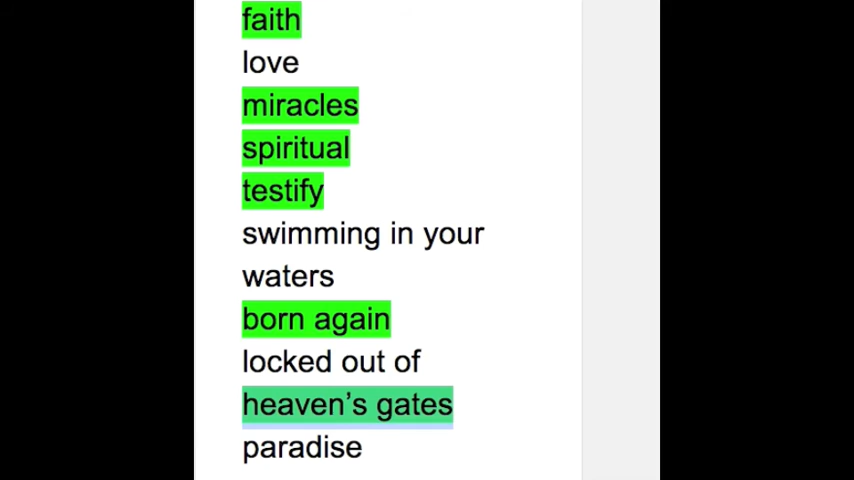 faith
love
miracles
spiritual
testify
swimming in your
waters
born again
locked out of
heaven’s gates
paradise